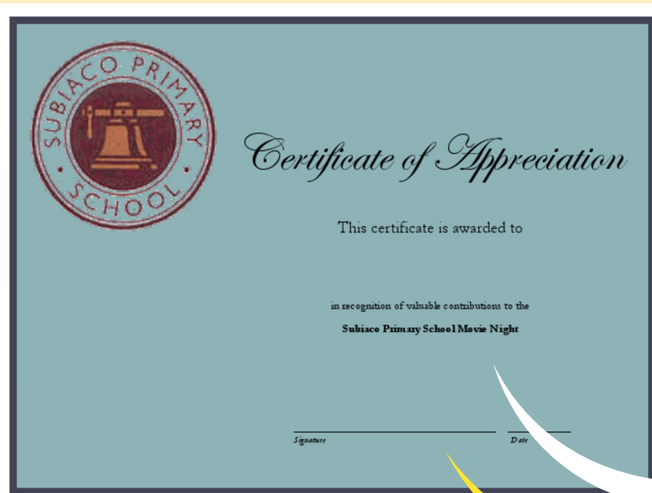 SUBIACO PRIMARY
SCHOOL
Certificate of Appreciation
This certificate is awarded to
in recognition of valuable contributions to the
Subiaco Primary School Movie Night
Signature Date